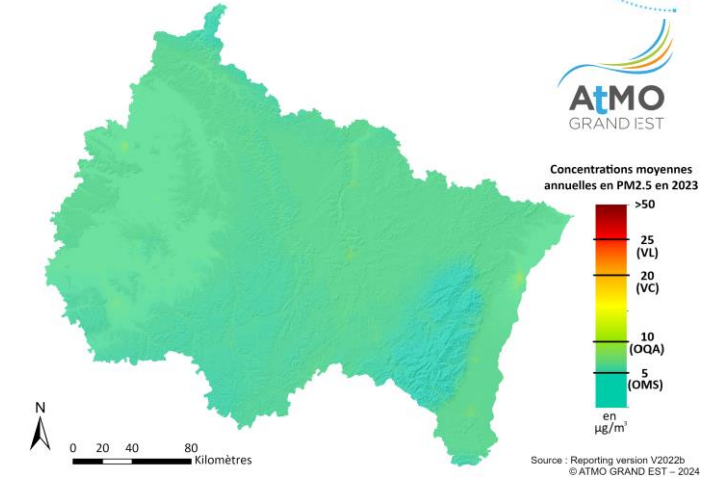 AtMO
GRAND EST
Concentrations moyennes
annuelles en PM2.5 en 2023
>50
25
(VL)
20
(VC)
10
(OQA)
5
(OMS)
en
µg/m³
N
0 20 40 80
Kilomètres
Source : Reporting version V2022b
© ATMO GRAND EST – 2024